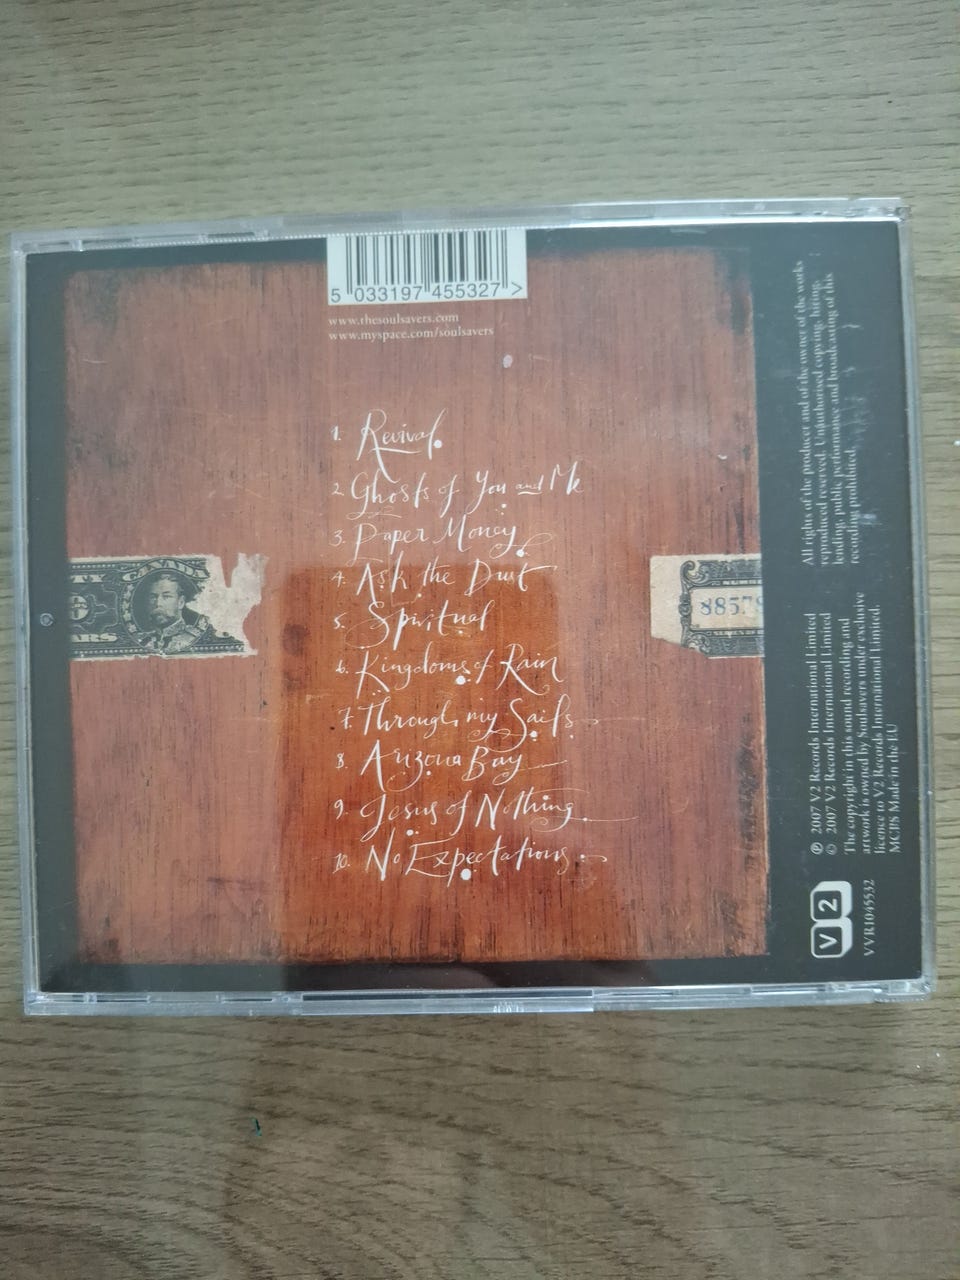 5 033197 455327 >
www.thesoulsavers.com
www.myspace.com/soulsavers
1. Revival
2. Ghosts of You and Me
3. Paper Money
4. Ask the Dust
5. Spiritual
6. Kingdoms of Rain
7. Through my Sails
8. Arizona Bay
9. Jesus of Nothing
10. No Expectations
CANADA
88578
All rights of the producer and of the owner of the works
reproduced reserved. Unauthorised copying, hiring,
lending, public performance and broadcasting of this
recording prohibited.
℗ 2007 V2 Records International Limited
© 2007 V2 Records International Limited
The copyright in this sound recording and
artwork is owned by Soulsavers under exclusive
licence to V2 Records International Limited.
MCPS Made in the EU
V2
VVR1045532